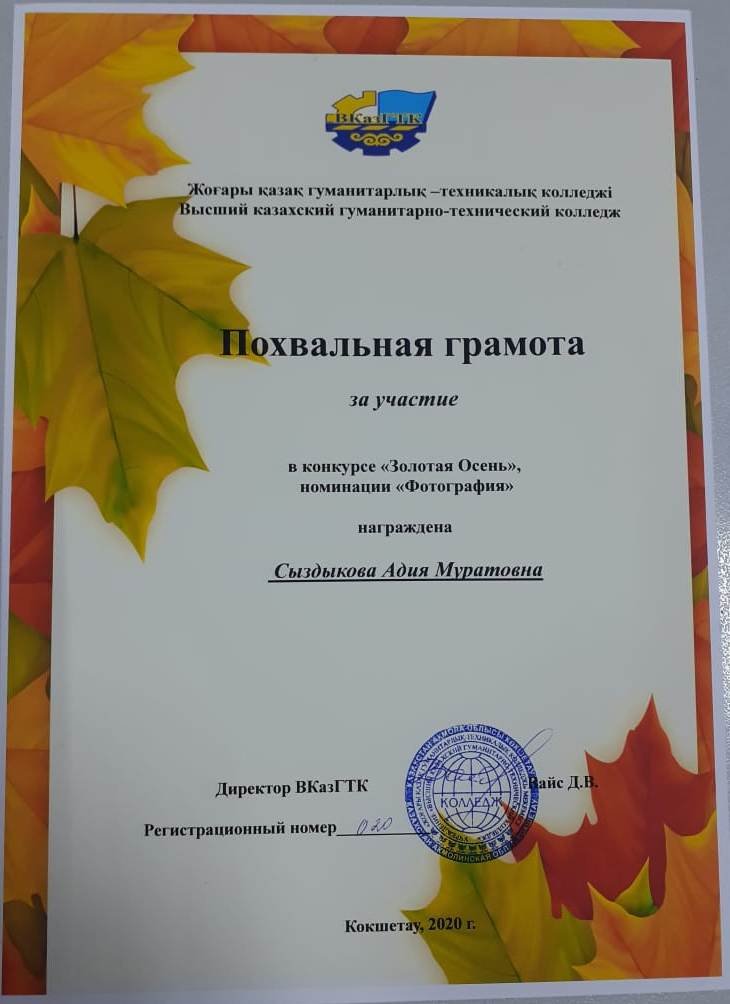 ВКазГТК
Жоғары қазақ гуманитарлық –техникалық колледжі
Высший казахский гуманитарно-технический колледж
Похвальная грамота
за участие
в конкурсе «Золотая Осень»,
номинации «Фотография»
награждена
Сыздыкова Адия Муратовна
Директор ВКазГТК Вайс Д.В.
КОЛЛЕДЖ
Регистрационный номер 020
Кокшетау, 2020 г.